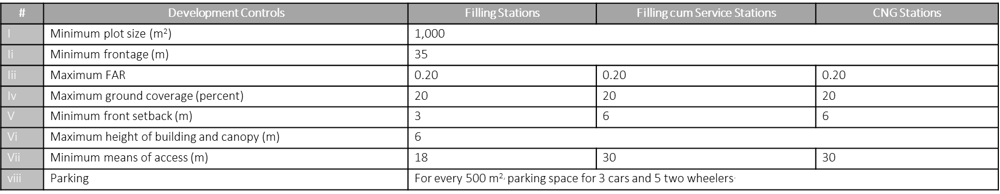 # Development Controls Filling Stations Filling cum Service Stations CNG Stations
I Minimum plot size (m²) 1,000
Ii Minimum frontage (m) 35
Iii Maximum FAR 0.20 0.20 0.20
Iv Maximum ground coverage (percent) 20 20 20
V Minimum front setback (m) 3 6 6
Vi Maximum height of building and canopy (m) 6
Vii Minimum means of access (m) 18 30 30
viii Parking For every 500 m², parking space for 3 cars and 5 two wheelers.